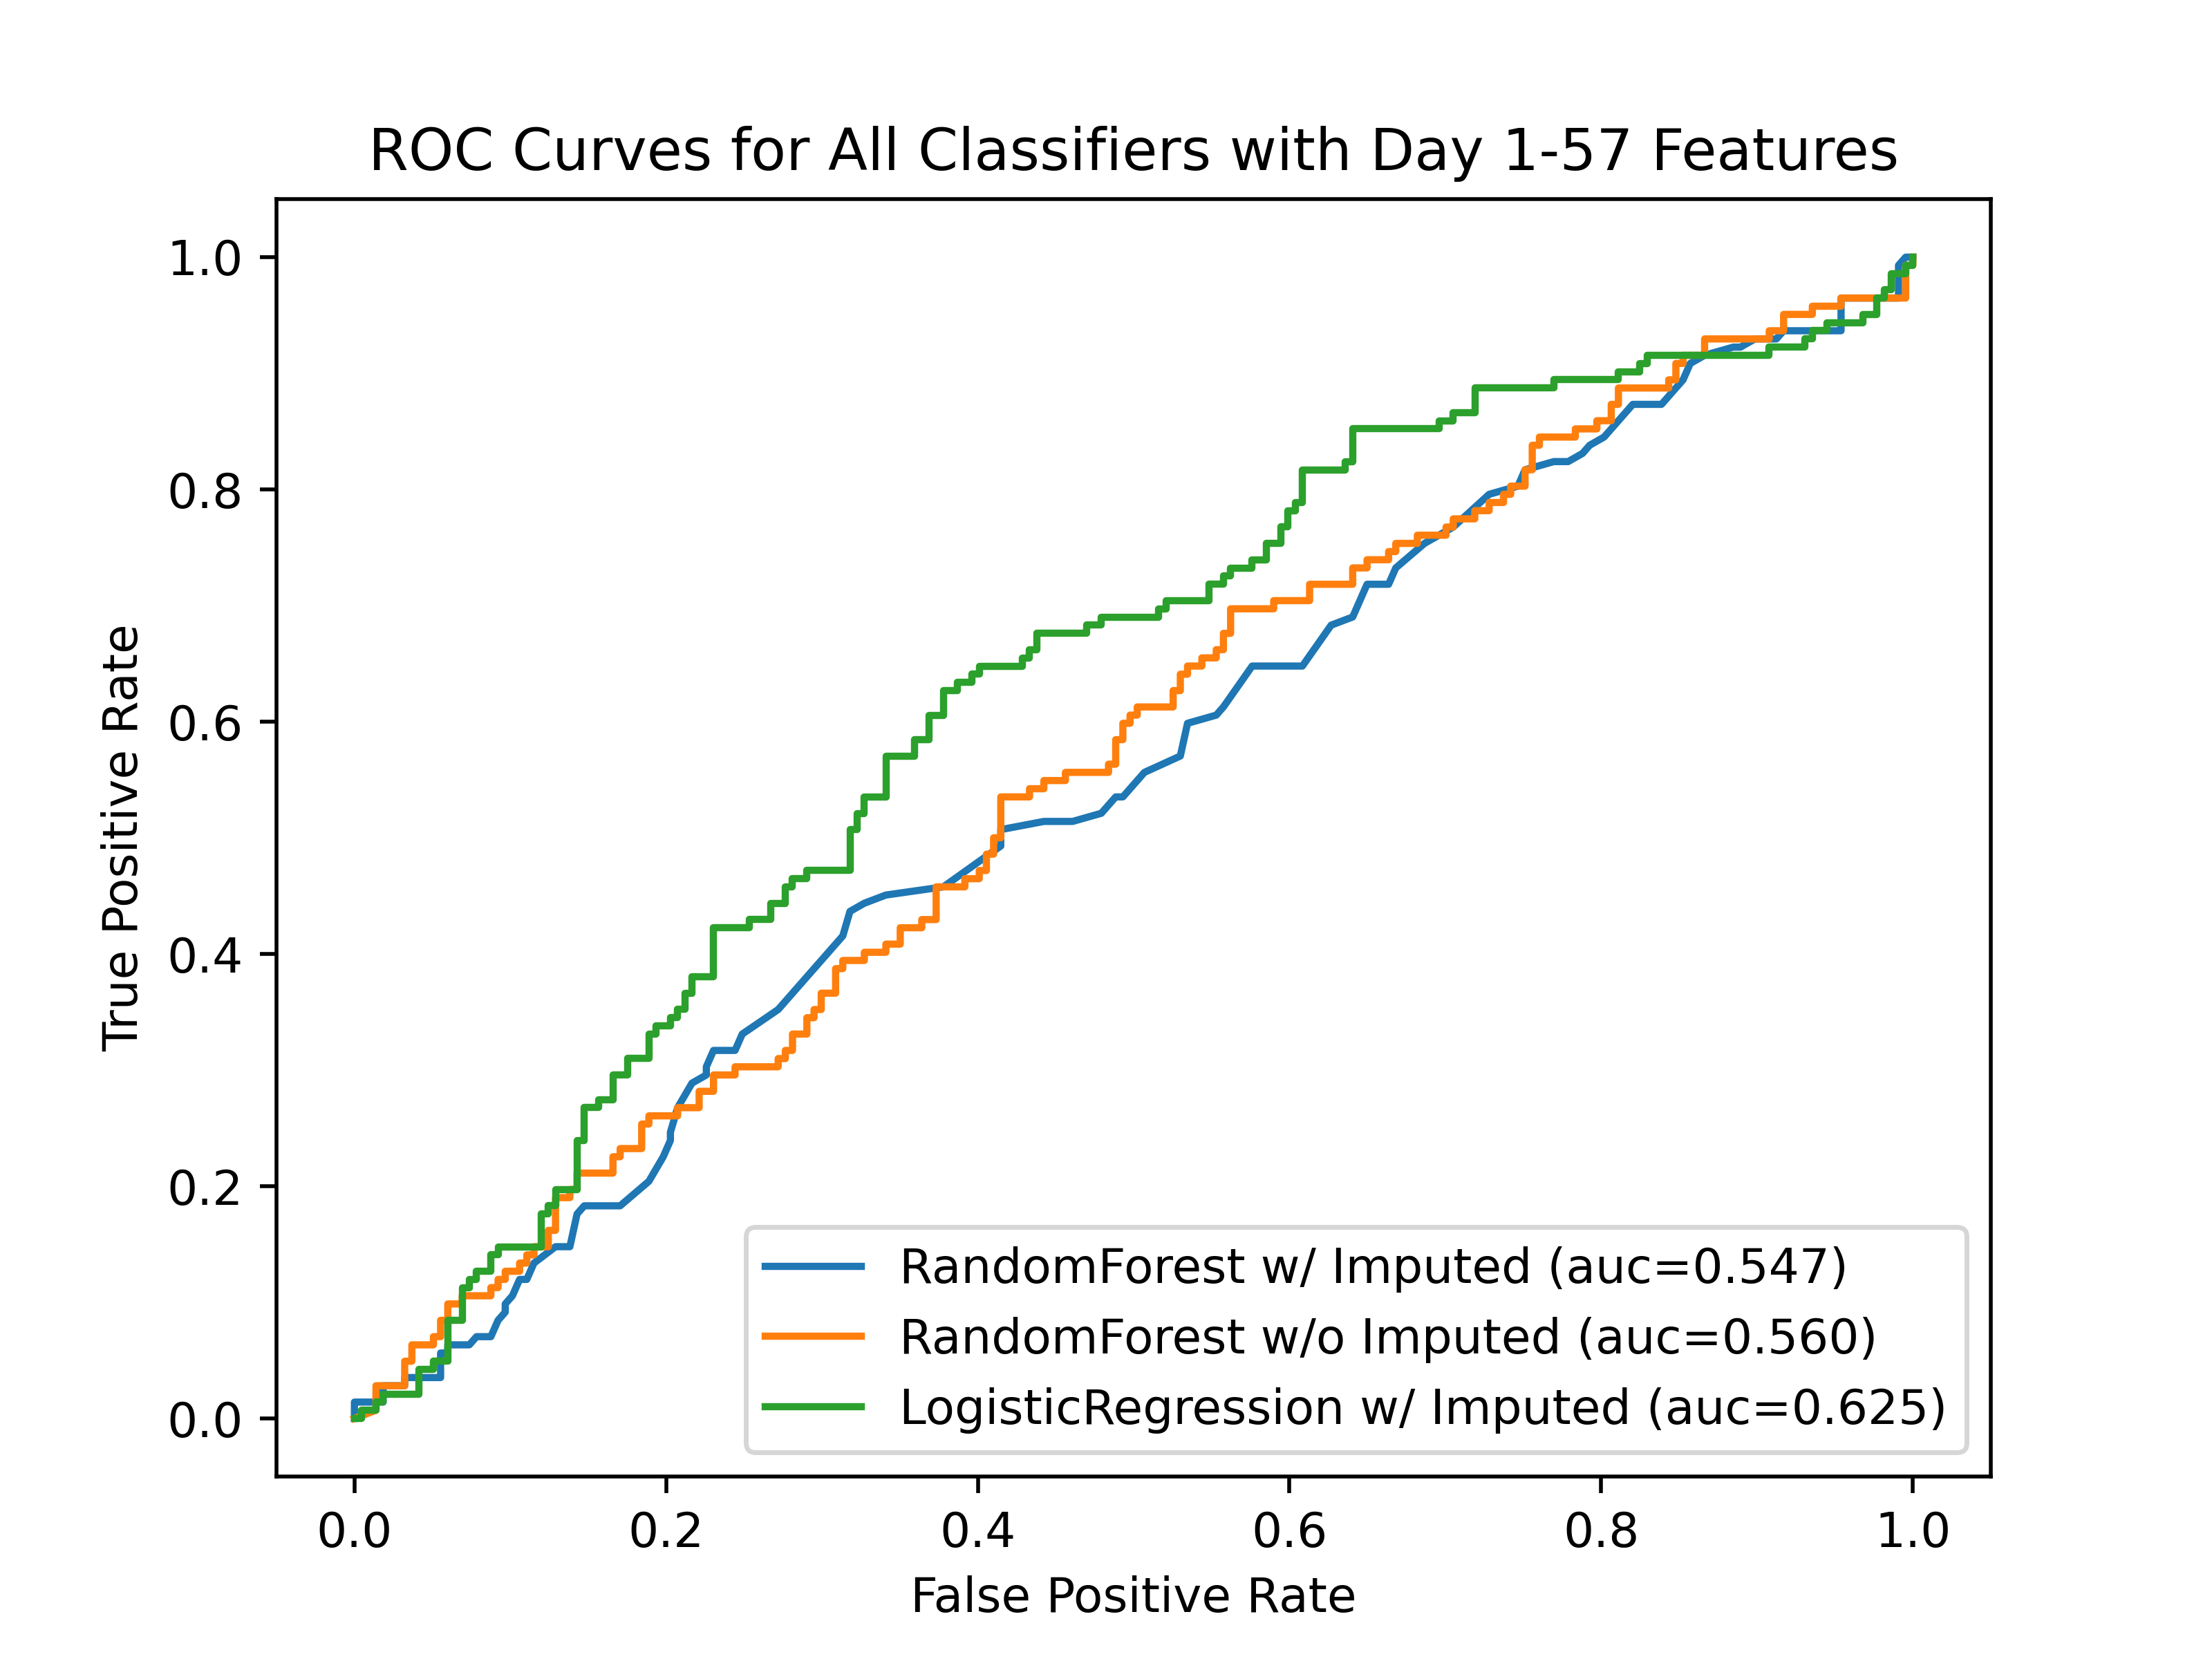 ROC Curves for All Classifiers with Day 1-57 Features
1.0
0.8
0.6
0.4
0.2
0.0
True Positive Rate
RandomForest w/ Imputed (auc=0.547)
RandomForest w/o Imputed (auc=0.560)
LogisticRegression w/ Imputed (auc=0.625)
0.0 0.2 0.4 0.6 0.8 1.0
False Positive Rate